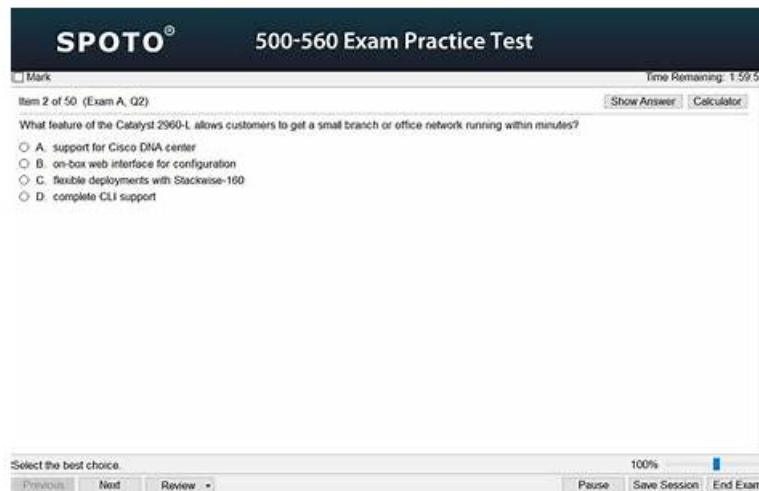 SPOTO® 500-560 Exam Practice Test
Mark Time Remaining: 1:59:5
Item 2 of 50 (Exam A, Q2) Show Answer Calculator
What feature of the Catalyst 2960-L allows customers to get a small branch or office network running within minutes?
A. support for Cisco DNA center
B. on-box web interface for configuration
C. flexible deployments with Stackwise-160
D. complete CLI support
Select the best choice. 100%
Previous Next Review Pause Save Session End Exam